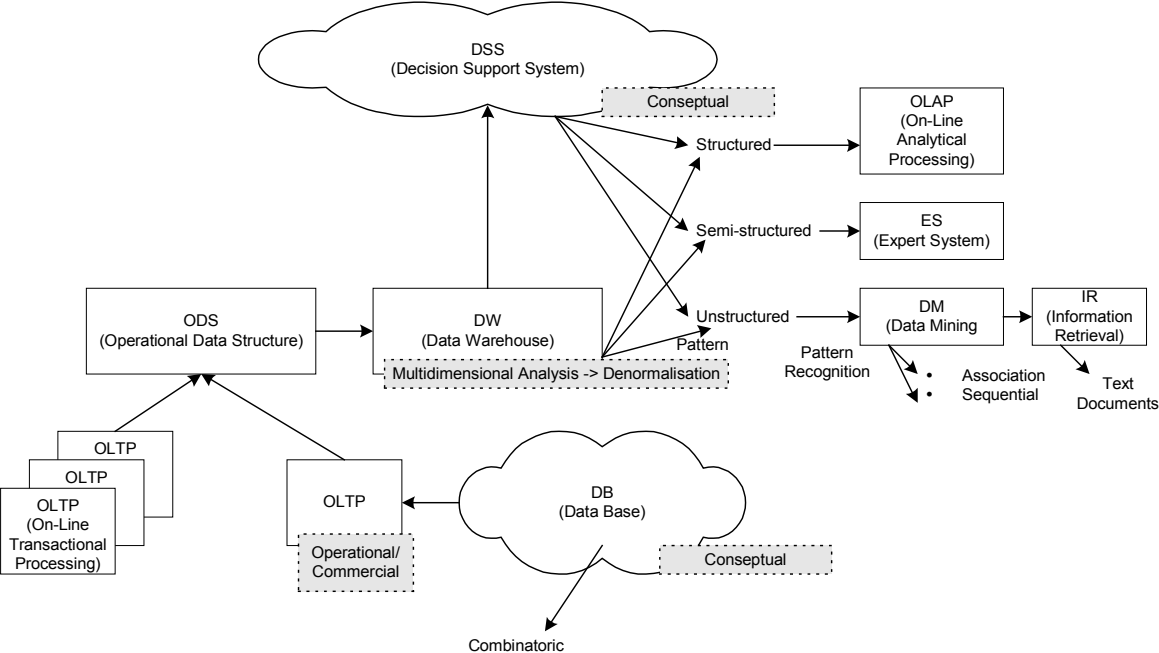 DSS
(Decision Support System)
Conseptual
OLAP
(On-Line
Analytical
Processing)
Structured
Semi-structured
ES
(Expert System)
ODS
(Operational Data Structure)
DW
(Data Warehouse)
Multidimensional Analysis -> Denormalisation
Unstructured
Pattern
DM
(Data Mining
IR
(Information
Retrieval)
Pattern
Recognition
• Association
• Sequential
Text
Documents
OLTP
OLTP
OLTP
(On-Line
Transactional
Processing)
OLTP
Operational/
Commercial
DB
(Data Base)
Conseptual
Combinatoric